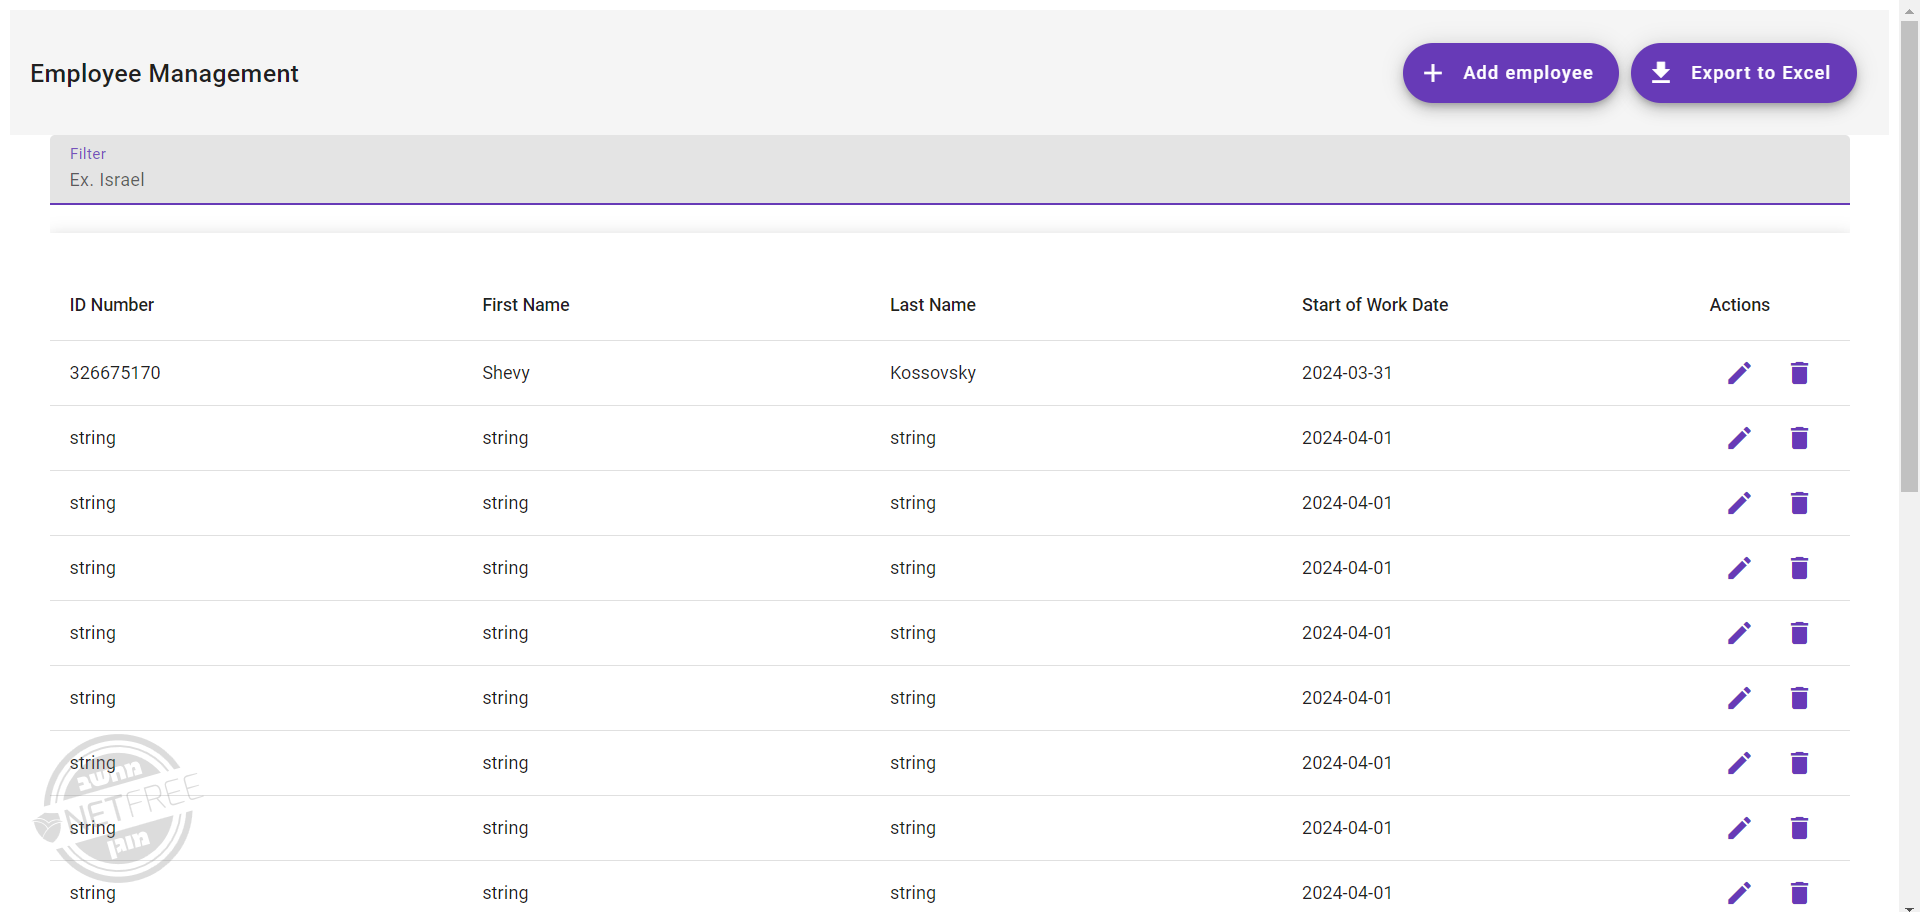 Employee Management
Add employee
Export to Excel
Filter
Ex. Israel
ID Number First Name Last Name Start of Work Date Actions
326675170 Shevy Kossovsky 2024-03-31
string string string 2024-04-01
string string string 2024-04-01
string string string 2024-04-01
string string string 2024-04-01
string string string 2024-04-01
string string string 2024-04-01
string string string 2024-04-01
string string string 2024-04-01
מחשב
NETFREE
מוגן